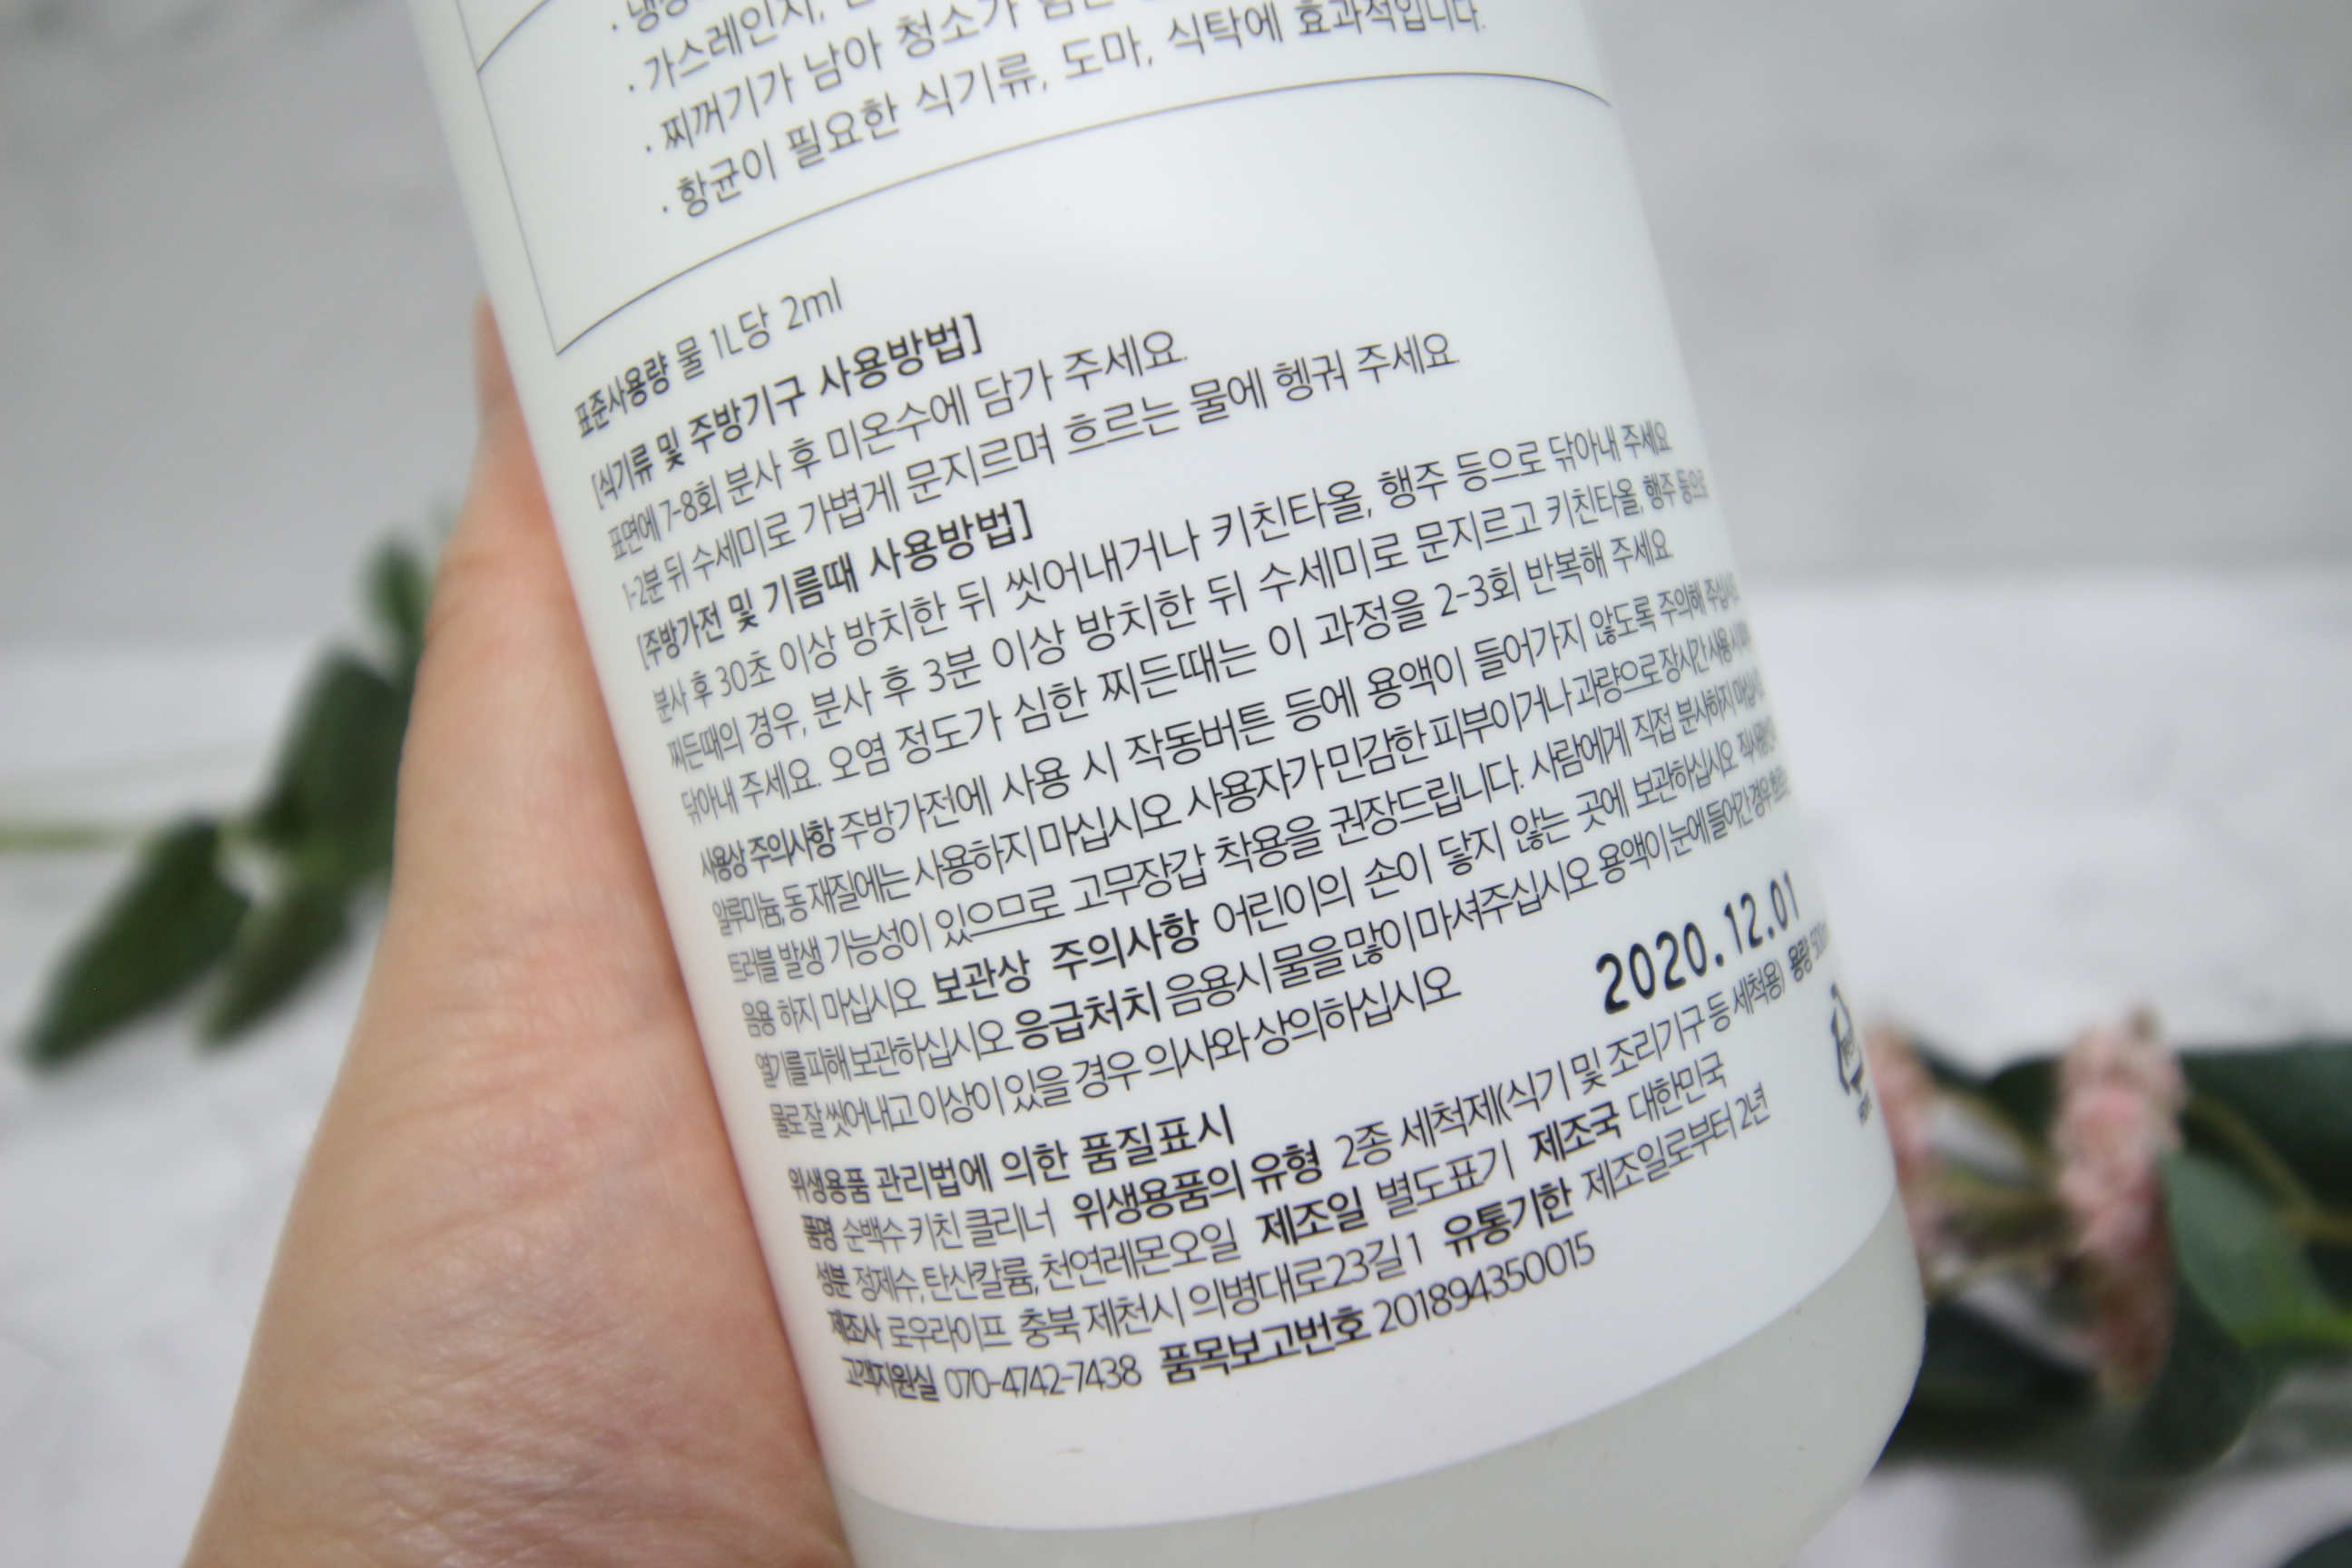 · 가스레인지,
· 찌꺼기가 남아 청소가 힘든
· 항균이 필요한 식기류, 도마, 식탁에 효과적입니다.
표준사용량 물 1L당 2ml
[식기류 및 주방기구 사용방법]
표면에 7-8회 분사 후 미온수에 담가 주세요.
1-2분 뒤 수세미로 가볍게 문지르며 흐르는 물에 헹궈 주세요.
[주방가전 및 기름때 사용방법]
분사 후 30초 이상 방치한 뒤 씻어내거나 키친타올, 행주 등으로 닦아내 주세요.
찌든때의 경우, 분사 후 3분 이상 방치한 뒤 수세미로 문지르고 키친타올, 행주 등으로
닦아내 주세요. 오염 정도가 심한 찌든때는 이 과정을 2-3회 반복해 주세요.
사용상 주의사항 주방가전에 사용 시 작동버튼 등에 용액이 들어가지 않도록 주의해 주십시오.
알루미늄, 동 재질에는 사용하지 마십시오 사용자가 민감한 피부이거나 과량으로 장시간 사용 시
트러블 발생 가능성이 있으므로 고무장갑 착용을 권장드립니다. 사람에게 직접 분사하지 마십시오
음용 하지 마십시오 보관상 주의사항 어린이의 손이 닿지 않는 곳에 보관하십시오
열기를 피해 보관하십시오 응급처치 음용시 물을 많이 마셔주십시오 용액이 눈에 들어간 경우
물로 잘 씻어내고 이상이 있을 경우 의사와 상의하십시오
2020.12.01
위생용품 관리법에 의한 품질표시
품명 순백수 키친 클리너 위생용품의 유형 2종 세척제(식기 및 조리기구 등 세척용) 용량
성분 정제수, 탄산칼륨, 천연레몬오일 제조일 별도표기 제조국 대한민국
제조사 로우라이프 충북 제천시 의병대로23길 1 유통기한 제조일로부터 2년
고객지원실 070-4742-7438 품목보고번호 201894350015